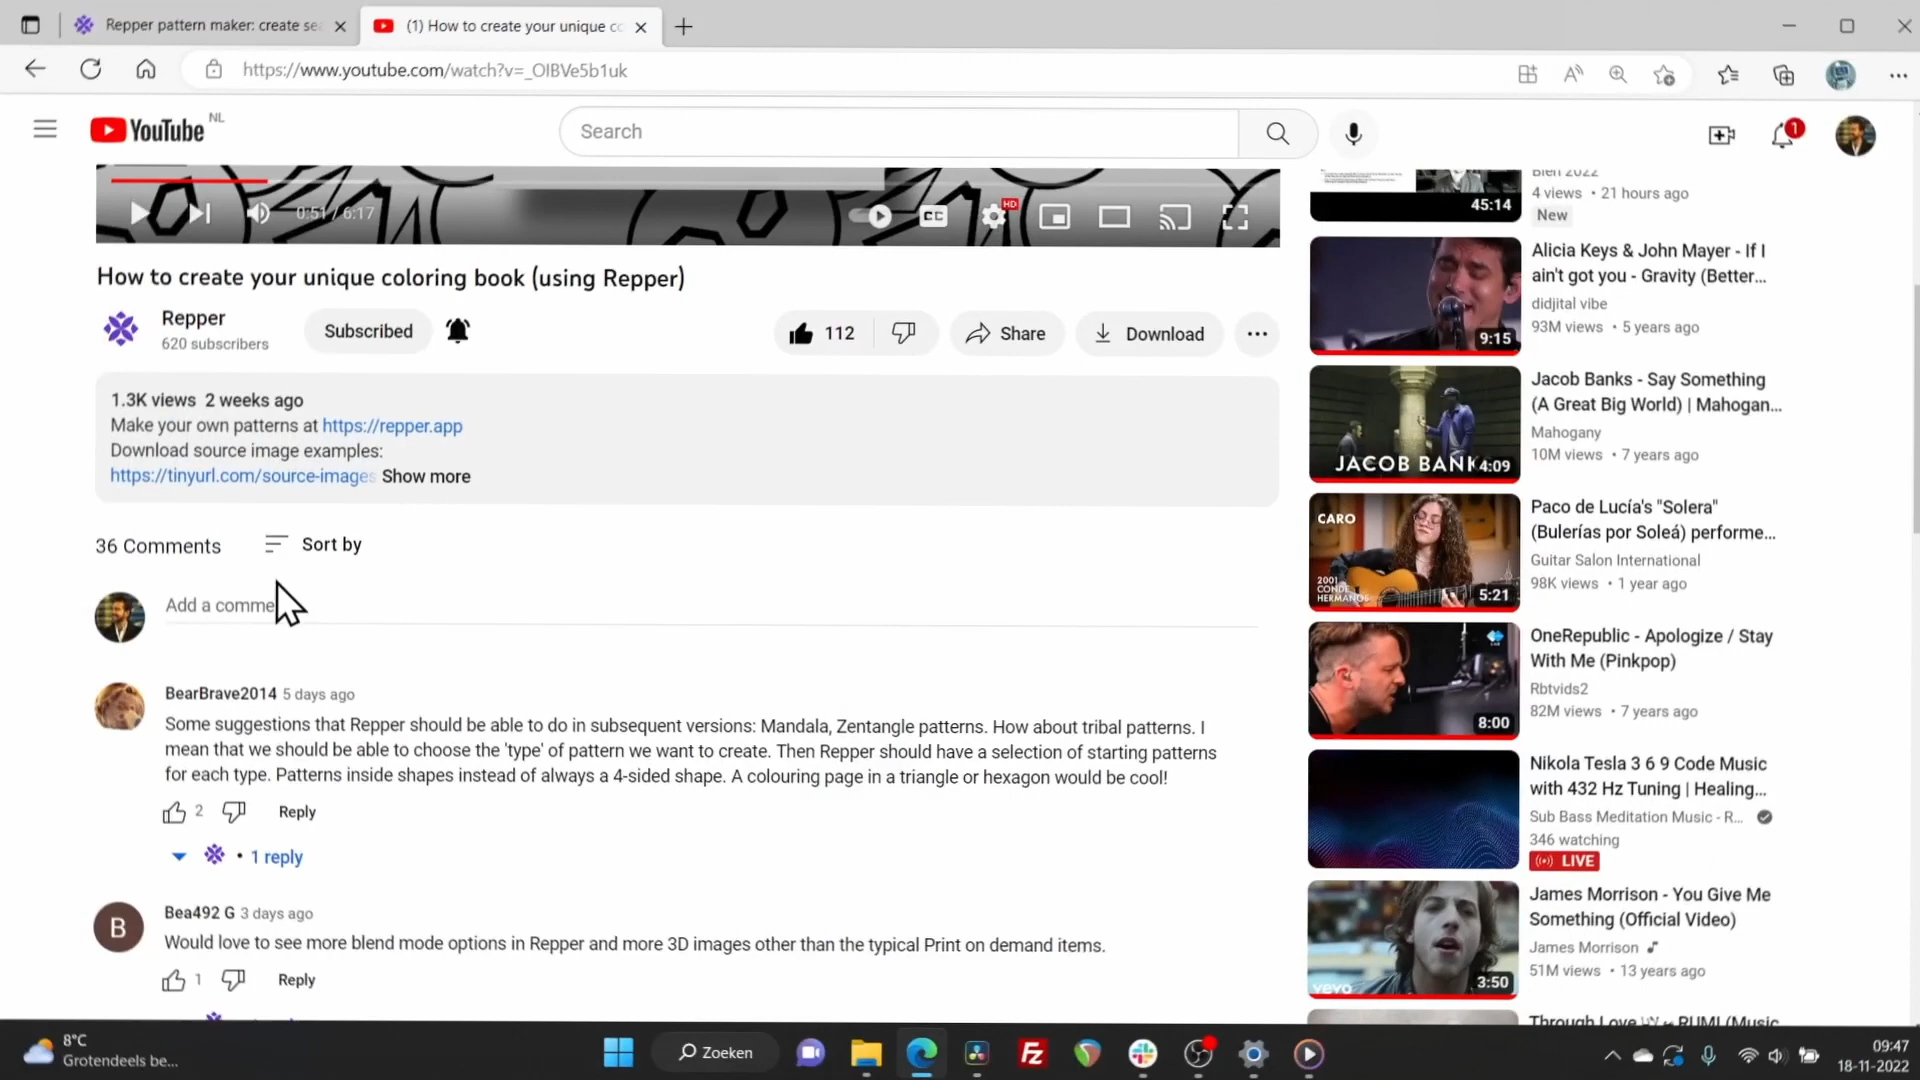 Repper pattern maker: create sea
(1) How to create your unique co
https://www.youtube.com/watch?v=_OIBVe5b1uk
YouTube NL
Search
1
0:51 / 6:17
CC
HD
How to create your unique coloring book (using Repper)
Repper
620 subscribers
Subscribed
112
Share
Download
1.3K views 2 weeks ago
Make your own patterns at https://repper.app
Download source image examples:
https://tinyurl.com/source-images Show more
36 Comments
Sort by
Add a comme
BearBrave2014 5 days ago
Some suggestions that Repper should be able to do in subsequent versions: Mandala, Zentangle patterns. How about tribal patterns. I
mean that we should be able to choose the 'type' of pattern we want to create. Then Repper should have a selection of starting patterns
for each type. Patterns inside shapes instead of always a 4-sided shape. A colouring page in a triangle or hexagon would be cool!
2
Reply
• 1 reply
B
Bea492 G 3 days ago
Would love to see more blend mode options in Repper and more 3D images other than the typical Print on demand items.
1
Reply
45:14
4 views • 21 hours ago
New
9:15
Alicia Keys & John Mayer - If I
ain't got you - Gravity (Better...
didjital vibe
93M views • 5 years ago
JACOB BANK
4:09
Jacob Banks - Say Something
(A Great Big World) | Mahogan...
Mahogany
10M views • 7 years ago
CARO
2001
CONDE
HERMANOS
5:21
Paco de Lucía's "Solera"
(Bulerías por Soleá) performe...
Guitar Salon International
98K views • 1 year ago
8:00
OneRepublic - Apologize / Stay
With Me (Pinkpop)
Rbtvids2
82M views • 7 years ago
Nikola Tesla 3 6 9 Code Music
with 432 Hz Tuning | Healing...
Sub Bass Meditation Music - R...
346 watching
LIVE
vevo
3:50
James Morrison - You Give Me
Something (Official Video)
James Morrison
51M views • 13 years ago
Through Love
RUMI (Music
8°C
Grotendeels be...
Zoeken
Fz
09:47
18-11-2022